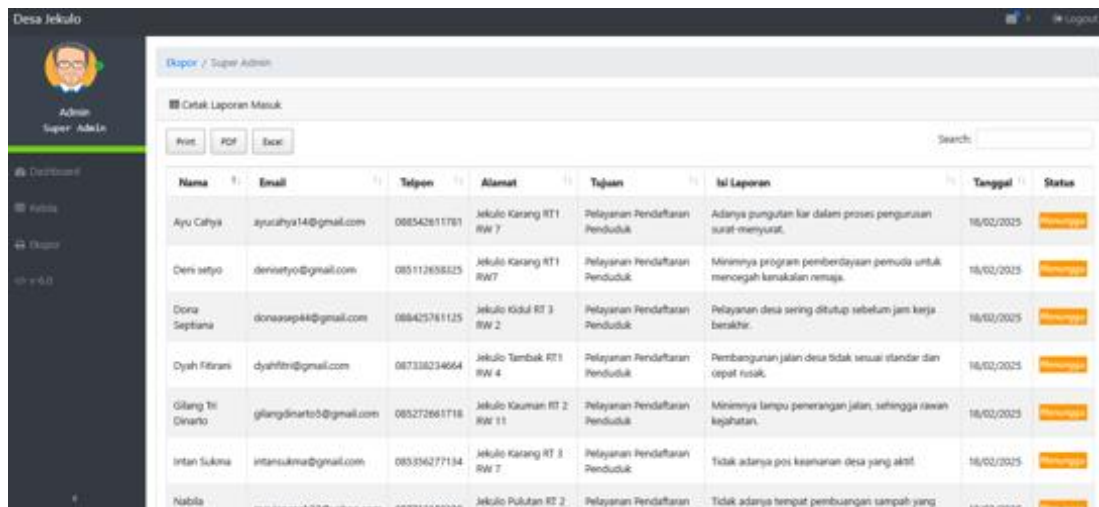 Desa Jekulo
Logout
Admin
Super Admin
Dashboard
Ekspor
v 6.0
Ekspor / Super Admin
Cetak Laporan Masuk
Print PDF Excel Search:
Nama Email Telpon Alamat Tujuan Isi Laporan Tanggal Status
Ayu Cahya ayucahya14@gmail.com 088542611781 Jekulo Karang RT1 Pelayanan Pendaftaran Adanya pungutan liar dalam proses pengurusan 18/02/2025 Menunggu
RW 7 Penduduk surat-menyurat.
Deni setyo denisetyo@gmail.com 085112658325 Jekulo Karang RT1 Pelayanan Pendaftaran Minimnya program pemberdayaan pemuda untuk 18/02/2025 Menunggu
RW7 Penduduk mencegah kenakalan remaja.
Dona donaasep44@gmail.com 088425761125 Jekulo Kidul RT 3 Pelayanan Pendaftaran Pelayanan desa sering ditutup sebelum jam kerja 18/02/2025 Menunggu
Septiana RW 2 Penduduk berakhir.
Dyah Fitirani dyahfitri@gmail.com 087338234664 Jekulo Tambak RT1 Pelayanan Pendaftaran Pembangunan jalan desa tidak sesuai standar dan 18/02/2025 Menunggu
RW 4 Penduduk cepat rusak.
Gilang Tri gilangdinarto5@gmail.com 085272661718 Jekulo Kauman RT 2 Pelayanan Pendaftaran Minimnya lampu penerangan jalan, sehingga rawan 18/02/2025 Menunggu
Dinarto RW 11 Penduduk kejahatan.
Intan Sukma intansukma@gmail.com 085356277134 Jekulo Karang RT 3 Pelayanan Pendaftaran Tidak adanya pos keamanan desa yang aktif. 18/02/2025 Menunggu
RW 7 Penduduk
Nabila Jekulo Pulutan RT 2 Pelayanan Pendaftaran Tidak adanya tempat pembuangan sampah yang